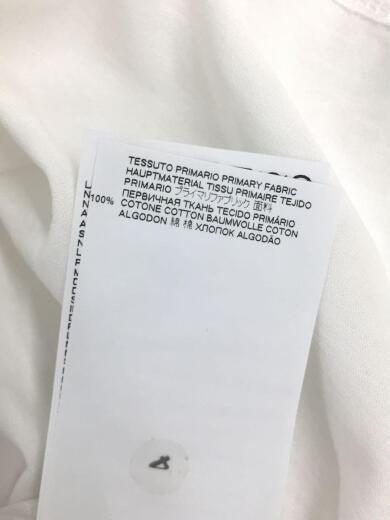 TESSUTO PRIMARIO PRIMARY FABRIC
HAUPTMATERIAL TISSU PRIMAIRE TEJIDO
PRIMARIO プライマリファブリック 面料
ПЕРВИЧНАЯ ТКАНЬ TECIDO PRIMÁRIO
100% COTONE COTTON BAUMWOLLE COTON
ALGODON 綿 棉 ХЛОПОК ALGODÃO